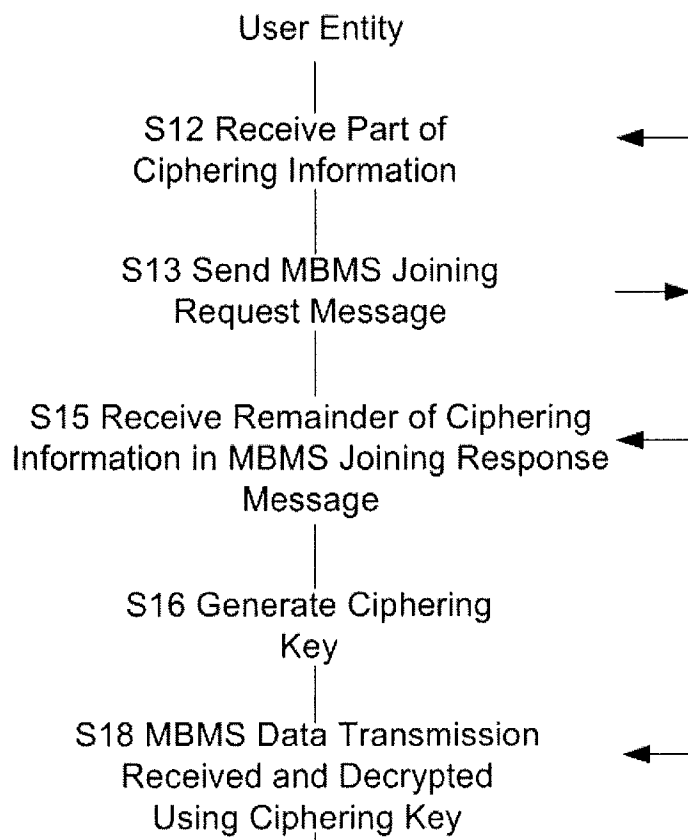 User Entity
S12 Receive Part of
Ciphering Information
S13 Send MBMS Joining
Request Message
S15 Receive Remainder of Ciphering
Information in MBMS Joining Response
Message
S16 Generate Ciphering
Key
S18 MBMS Data Transmission
Received and Decrypted
Using Ciphering Key